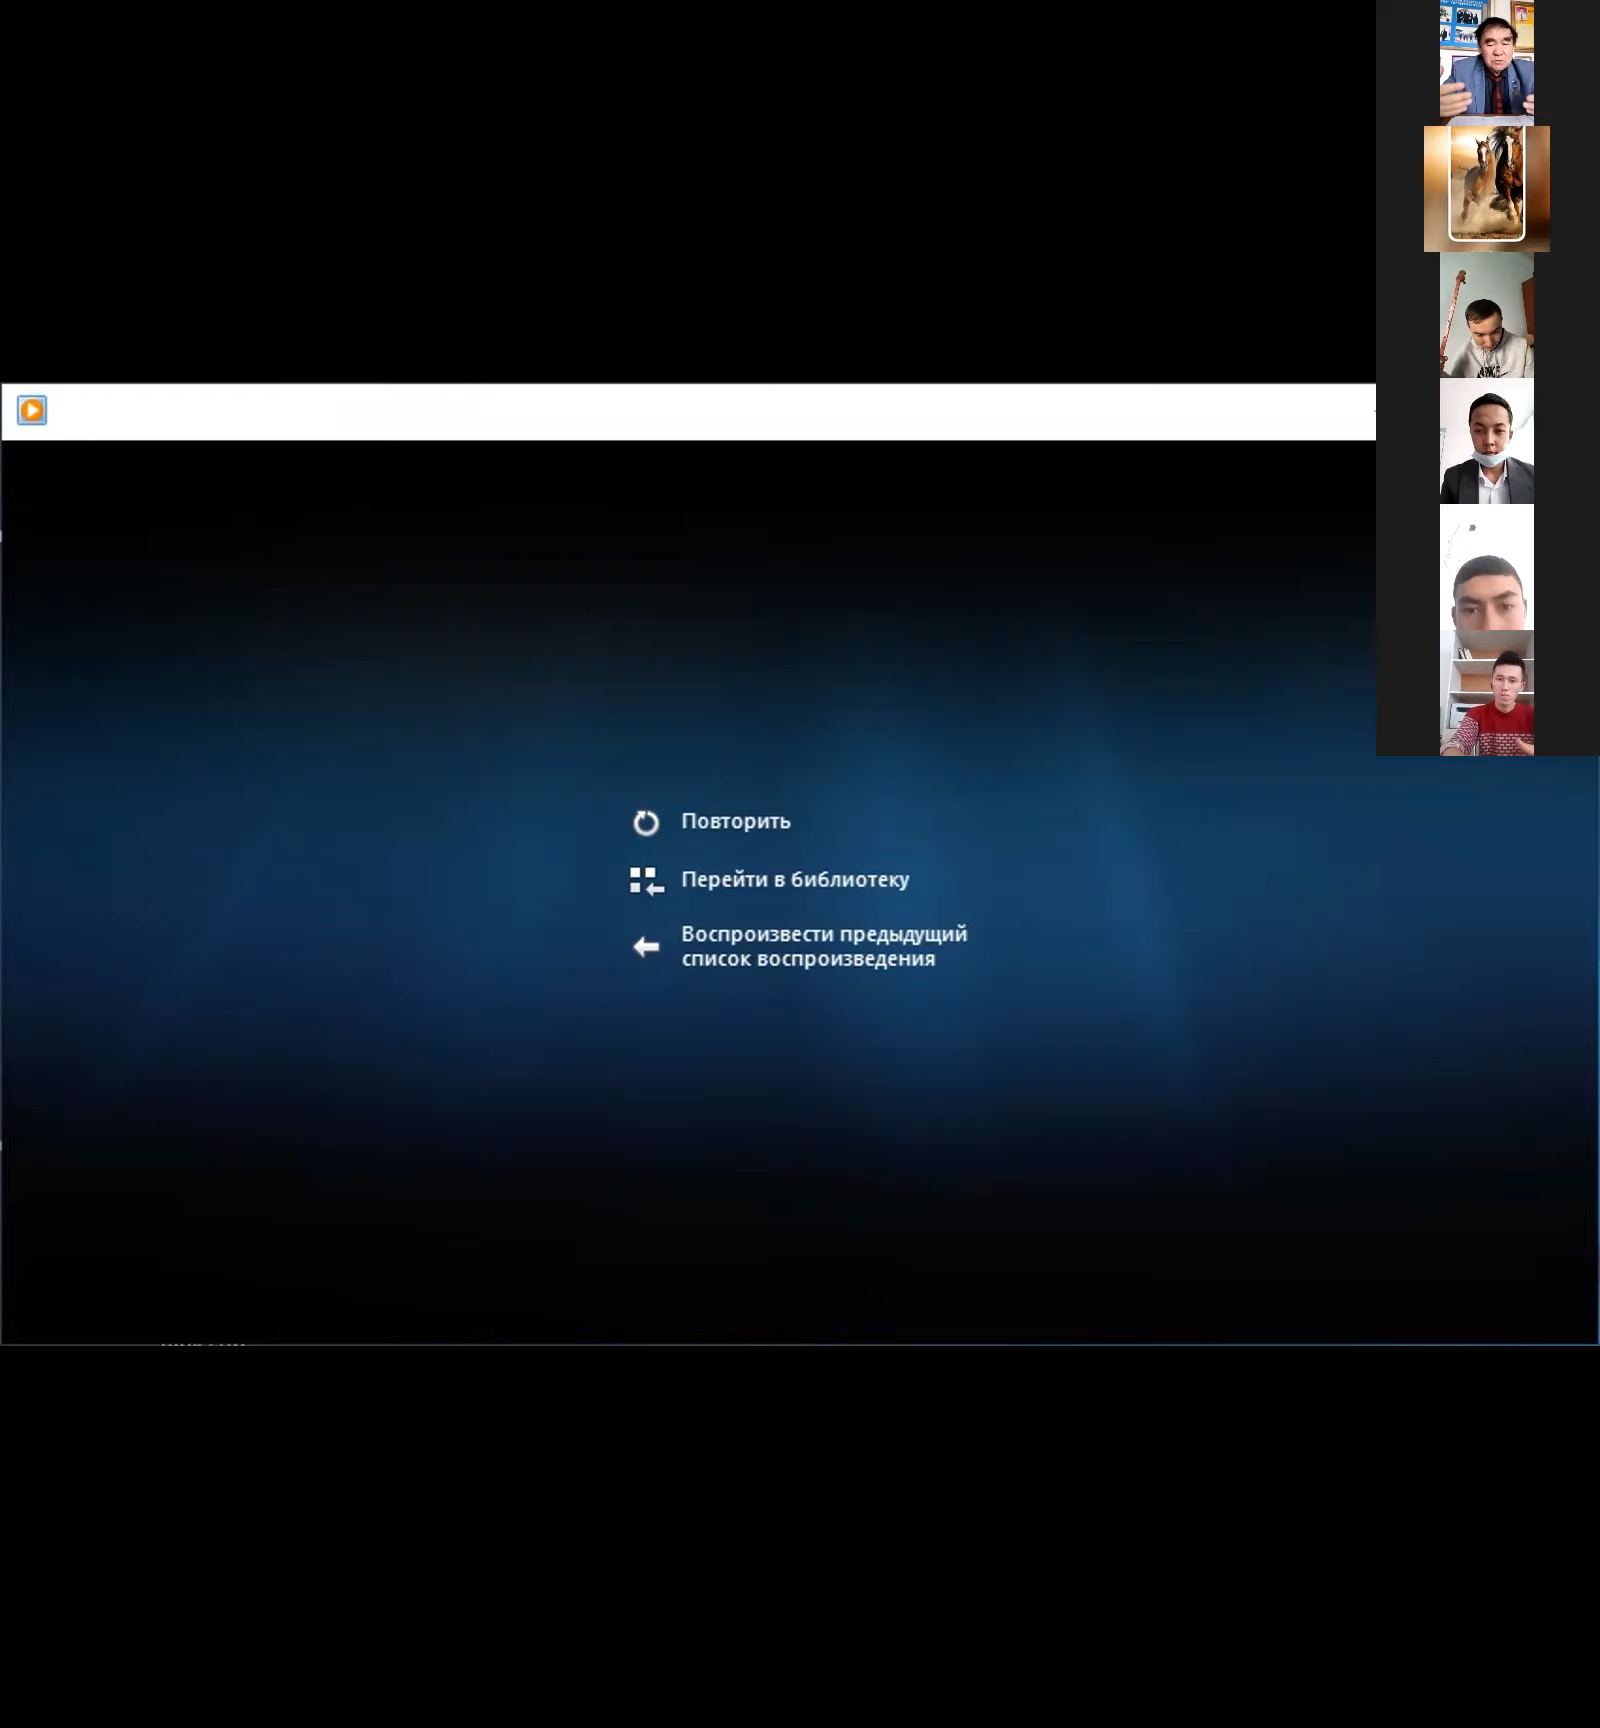 Повторить
Перейти в библиотеку
Воспроизвести предыдущий
список воспроизведения